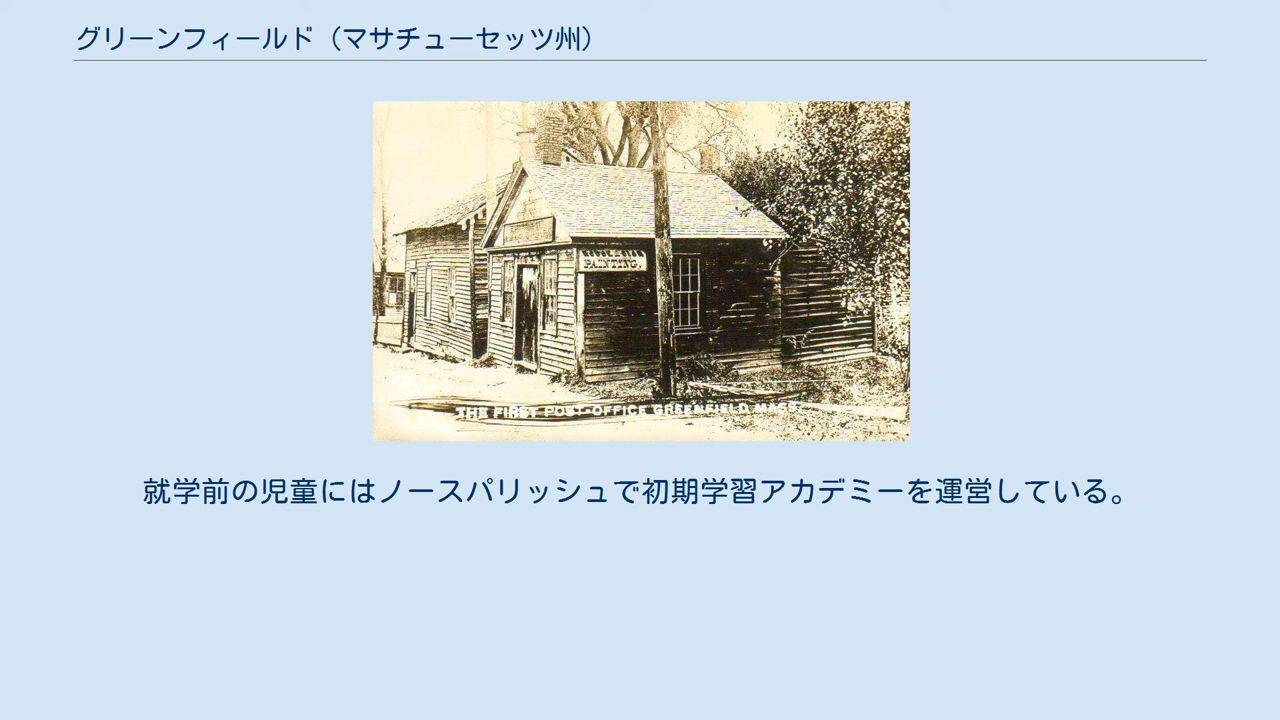 グリーンフィールド（マサチューセッツ州）
PAINTING.
THE FIRST POST-OFFICE GREENFIELD MASS.
就学前の児童にはノースパリッシュで初期学習アカデミーを運営している。